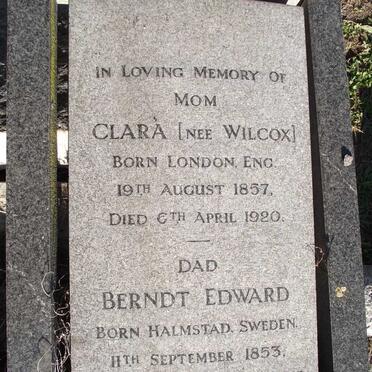 IN LOVING MEMORY OF
MOM
CLARA [NEE WILCOX]
BORN LONDON, ENG
19TH AUGUST 1857,
DIED 6TH APRIL 1920.
DAD
BERNDT EDWARD
BORN HALMSTAD, SWEDEN,
11TH SEPTEMBER 1853,